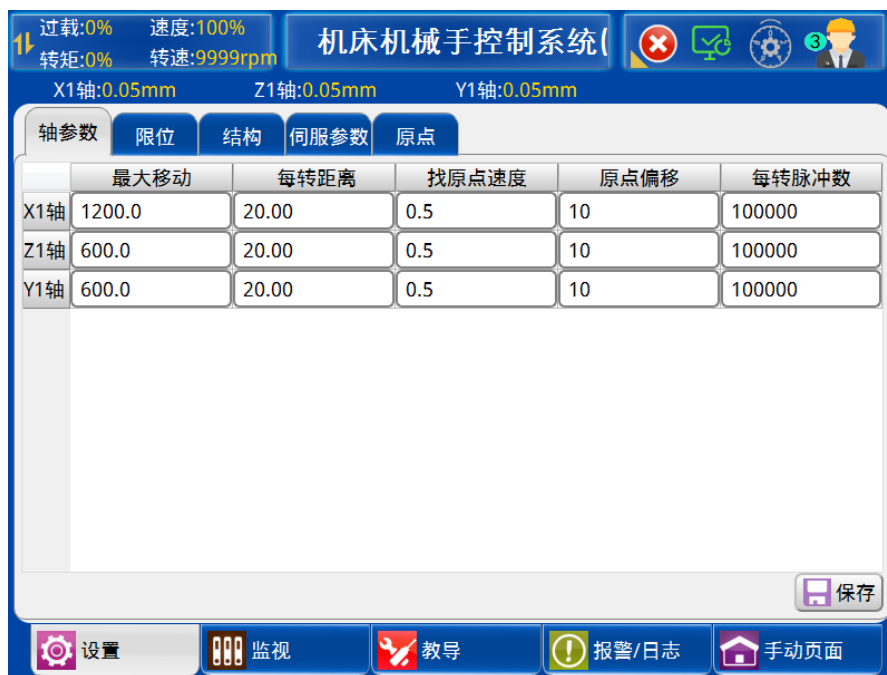 过载:0% 速度:100%
机床机械手控制系统(
3
转矩:0% 转速:9999rpm
X1轴:0.05mm Z1轴:0.05mm Y1轴:0.05mm
轴参数 限位 结构 伺服参数 原点
最大移动 每转距离 找原点速度 原点偏移 每转脉冲数
X1轴 1200.0 20.00 0.5 10 100000
Z1轴 600.0 20.00 0.5 10 100000
Y1轴 600.0 20.00 0.5 10 100000
保存
设置 监视 教导 报警/日志 手动页面